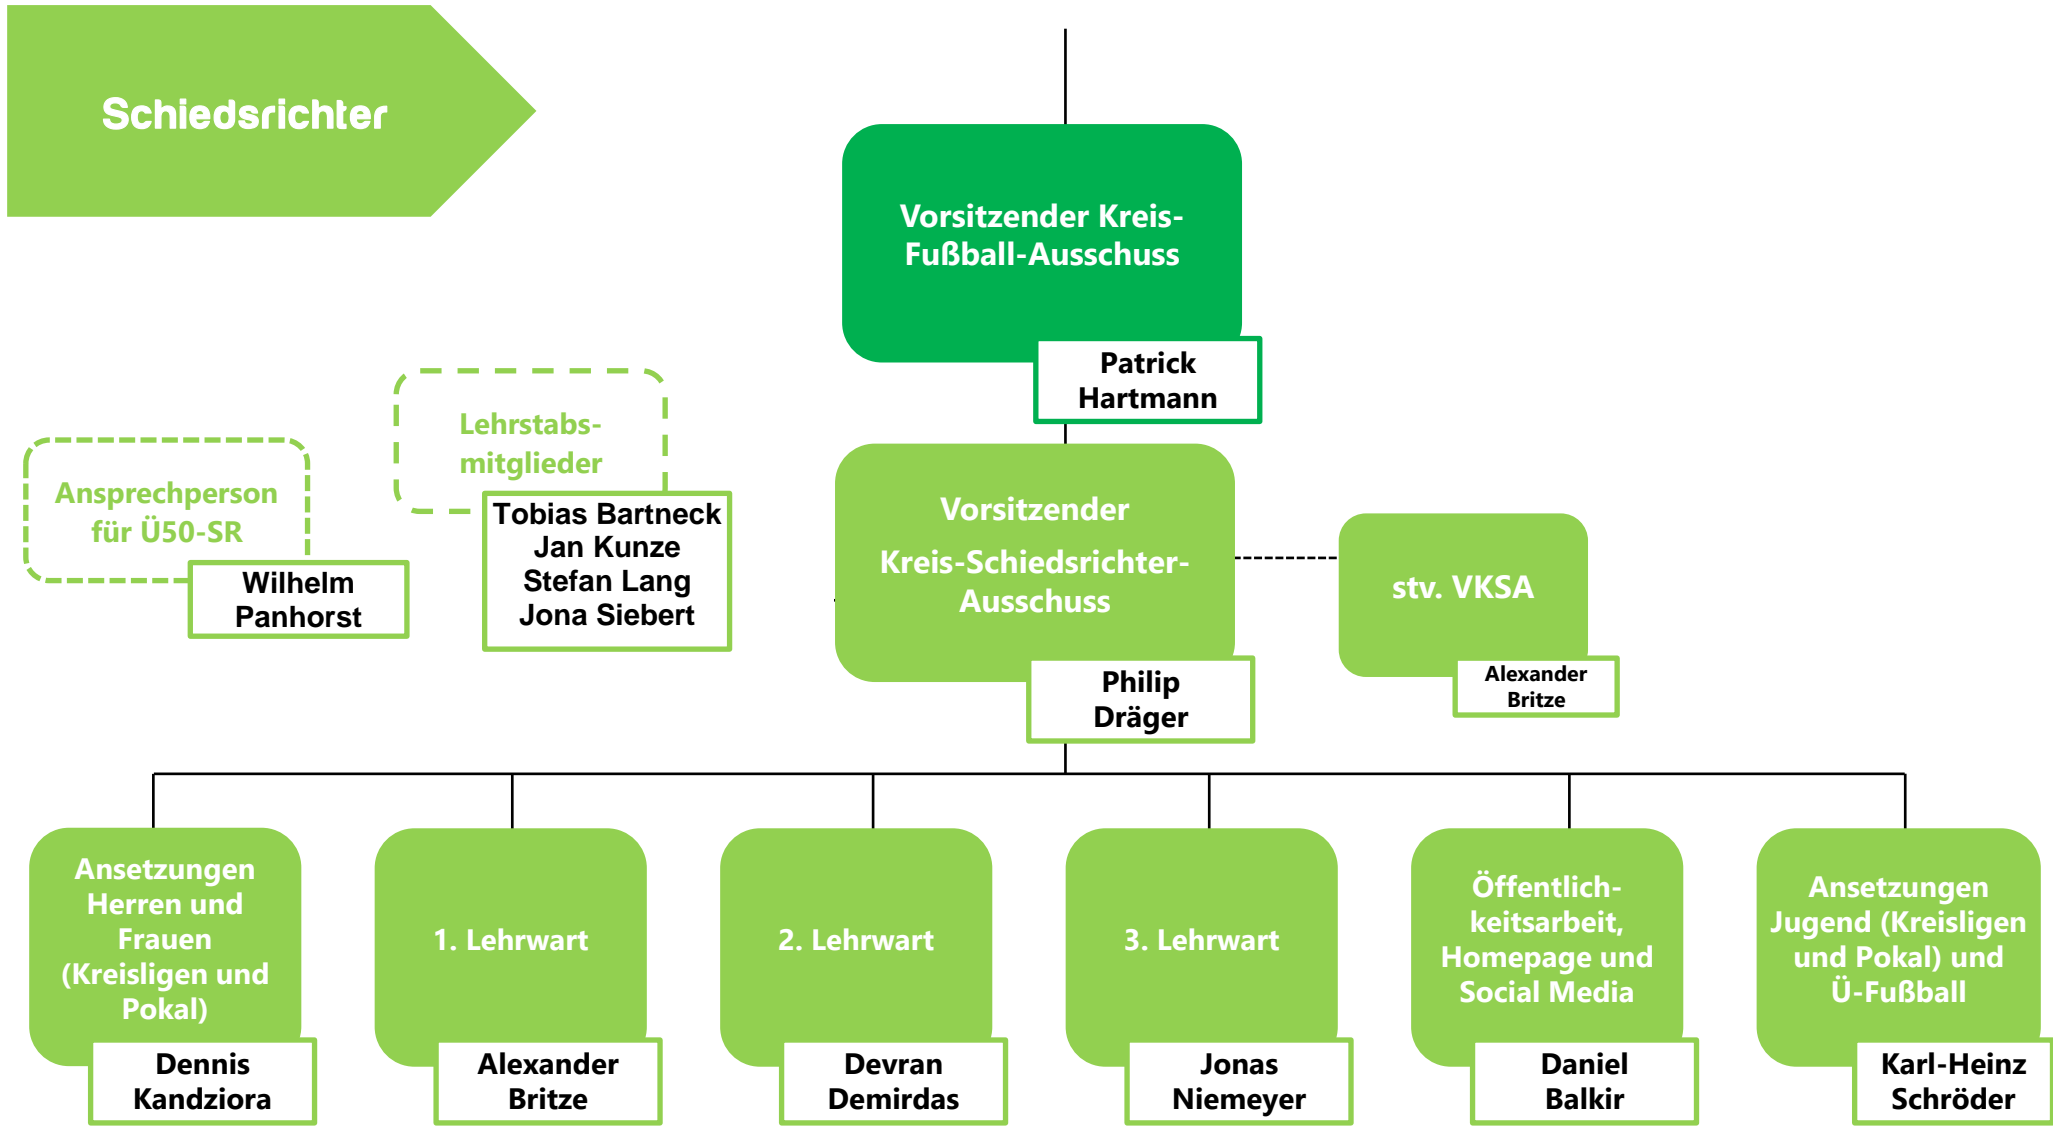 Schiedsrichter
Vorsitzender Kreis-
Fußball-Ausschuss
Patrick
Hartmann
Lehrstabs-
mitglieder
Tobias Bartneck
Jan Kunze
Stefan Lang
Jona Siebert
Ansprechperson
für Ü50-SR
Wilhelm
Panhorst
Vorsitzender
Kreis-Schiedsrichter-
Ausschuss
Philip
Dräger
stv. VKSA
Alexander
Britze
Ansetzungen
Herren und
Frauen
(Kreisligen und
Pokal)
Dennis
Kandziora
1. Lehrwart
Alexander
Britze
2. Lehrwart
Devran
Demirdas
3. Lehrwart
Jonas
Niemeyer
Öffentlich-
keitsarbeit,
Homepage und
Social Media
Daniel
Balkir
Ansetzungen
Jugend (Kreisligen
und Pokal) und
Ü-Fußball
Karl-Heinz
Schröder